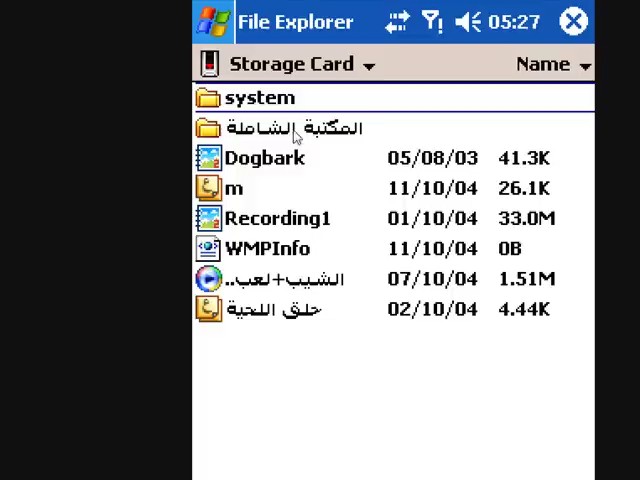 File Explorer 05:27
Storage Card Name
system
المكتبة الشاملة
Dogbark 05/08/03 41.3K
m 11/10/04 26.1K
Recording1 01/10/04 33.0M
WMPInfo 11/10/04 0B
الشيب+لعب.. 07/10/04 1.51M
حلق اللحية 02/10/04 4.44K